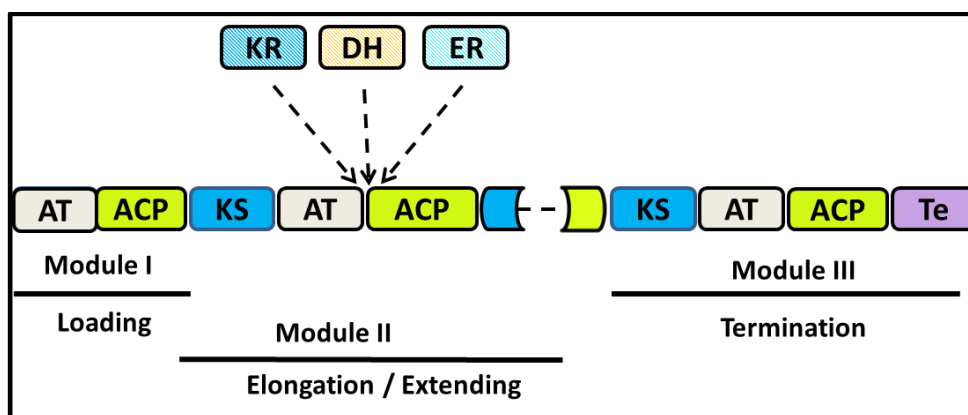 KR DH ER
AT ACP KS AT ACP KS AT ACP Te
Module I
Loading
Module II
Elongation / Extending
Module III
Termination